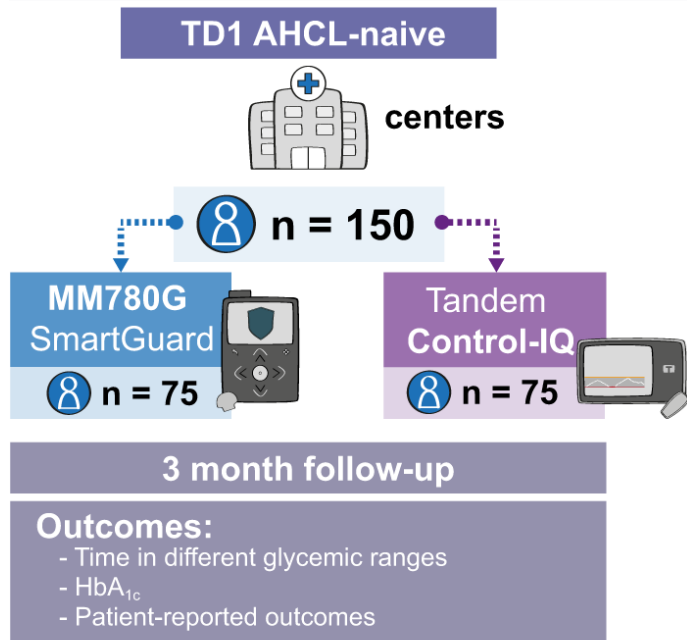 TD1 AHCL-naive
centers
n = 150
MM780G
SmartGuard
n = 75
Tandem
Control-IQ
n = 75
T
3 month follow-up
Outcomes:
- Time in different glycemic ranges
- HbA₁c
- Patient-reported outcomes